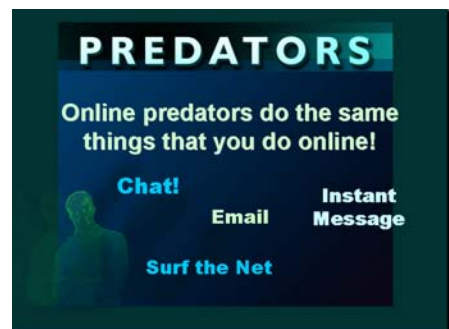 PREDATORS
Online predators do the same
things that you do online!
Chat!
Instant
Email
Message
Surf the Net